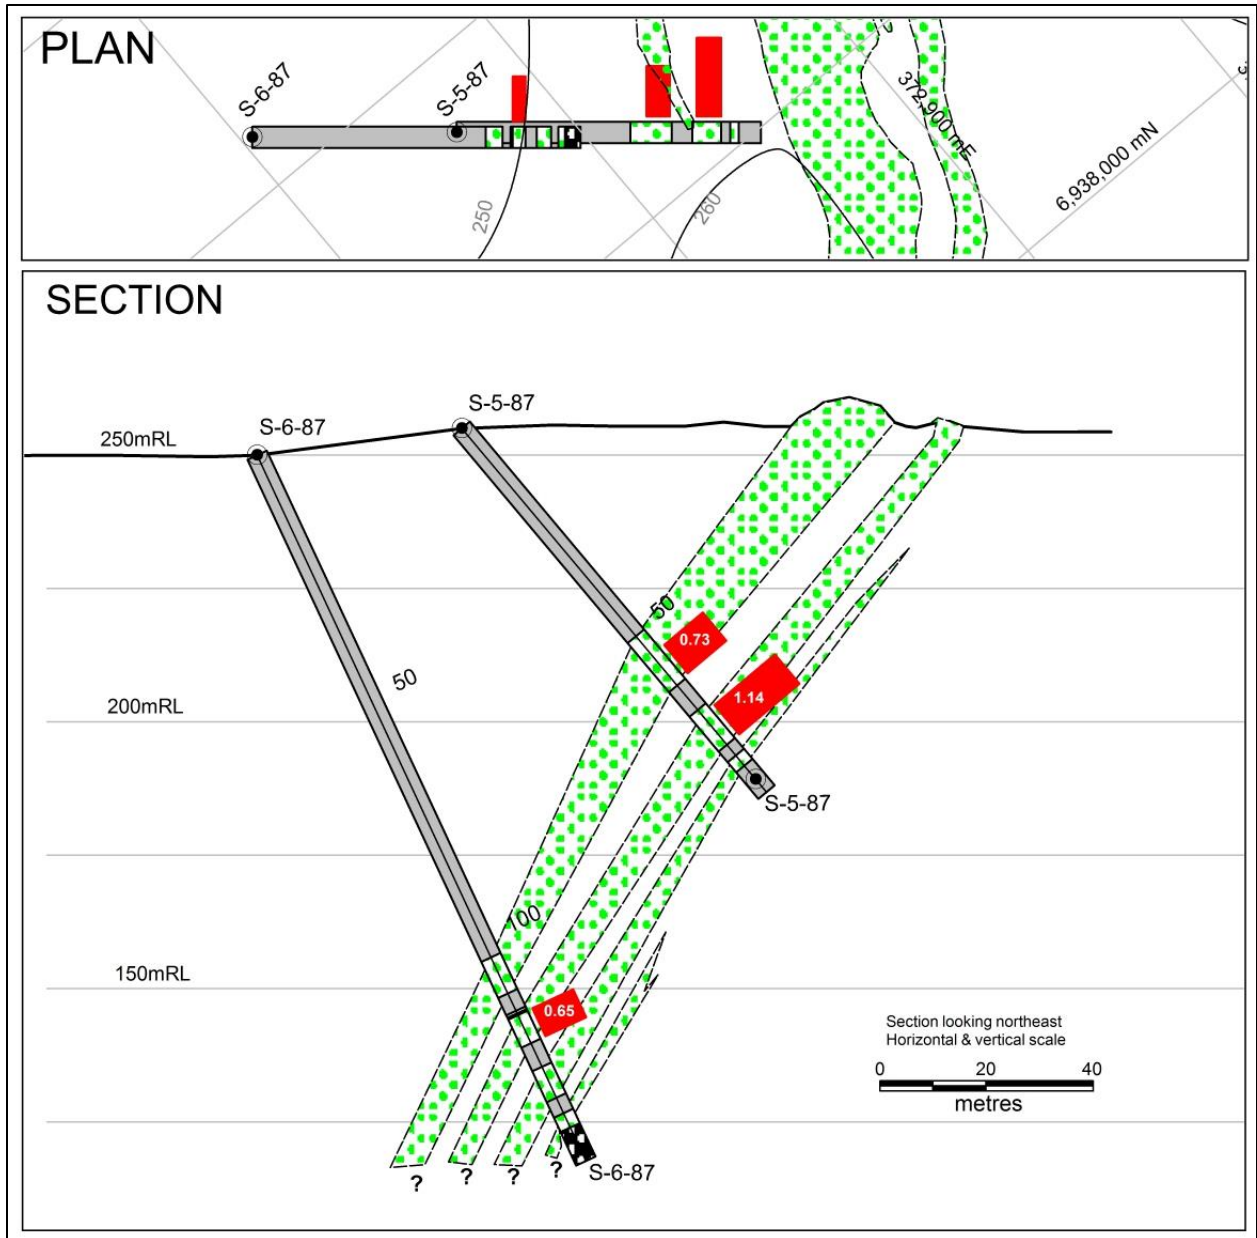 PLAN
S-6-87
S-5-87
250
260
372,900 mE
6,938,000 mN
SECTION
S-5-87
S-6-87
250mRL
50
0.73
50
1.14
200mRL
S-5-87
100
150mRL
0.65
Section looking northeast
Horizontal & vertical scale
0 20 40
metres
S-6-87
? ? ? ?